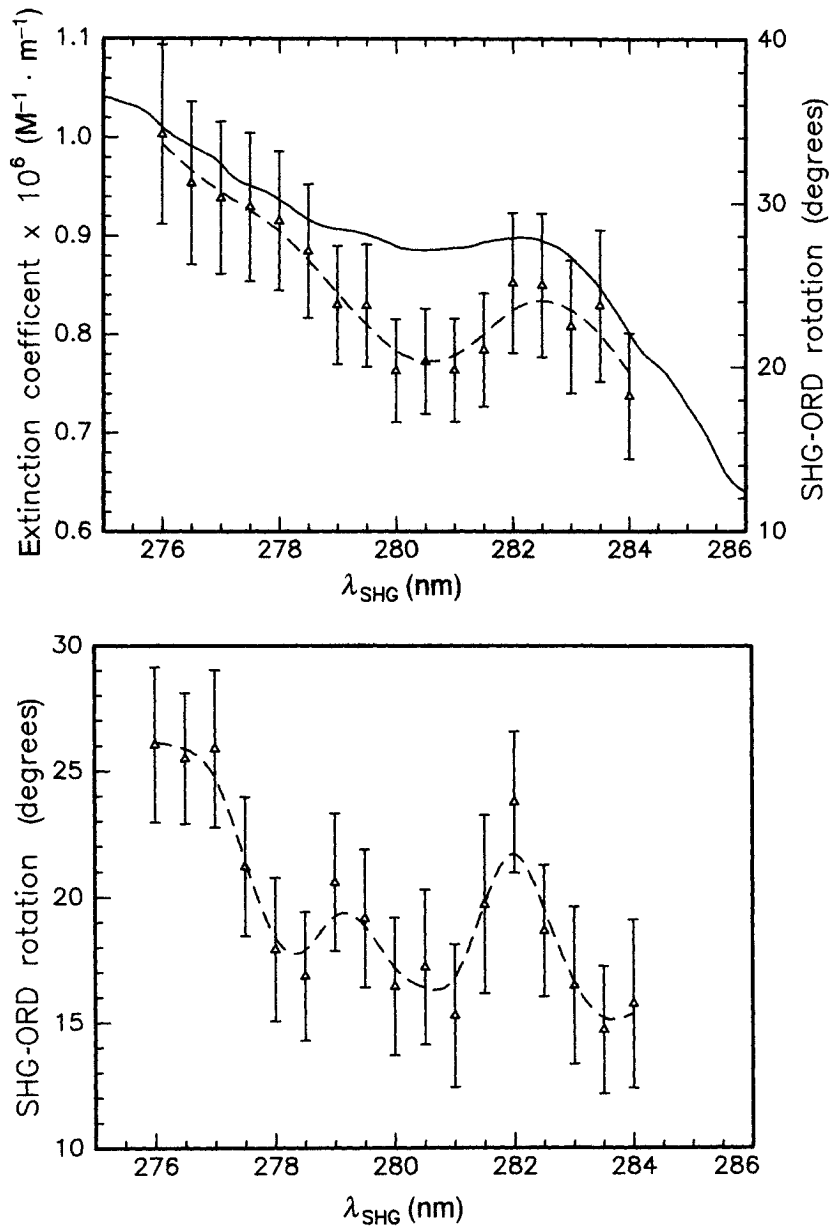 Extinction coefficent x 10⁶ (M⁻¹ · m⁻¹)
1.1
1.0
0.9
0.8
0.7
0.6
40
30
20
10
SHG-ORD rotation (degrees)
276 278 280 282 284 286
λSHG (nm)
SHG-ORD rotation (degrees)
30
25
20
15
10
276 278 280 282 284 286
λSHG (nm)